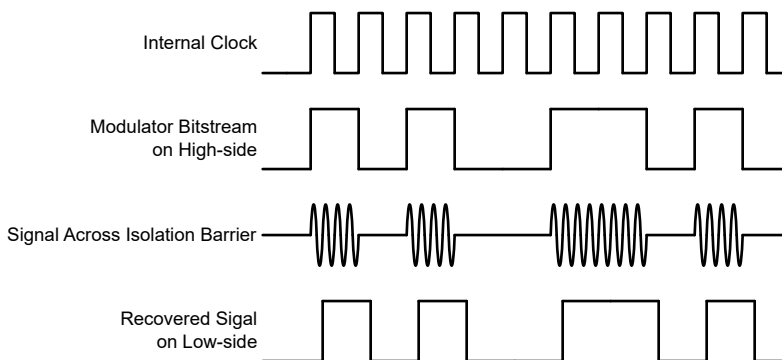 Internal Clock
Modulator Bitstream
on High-side
Signal Across Isolation Barrier
Recovered Sigal
on Low-side